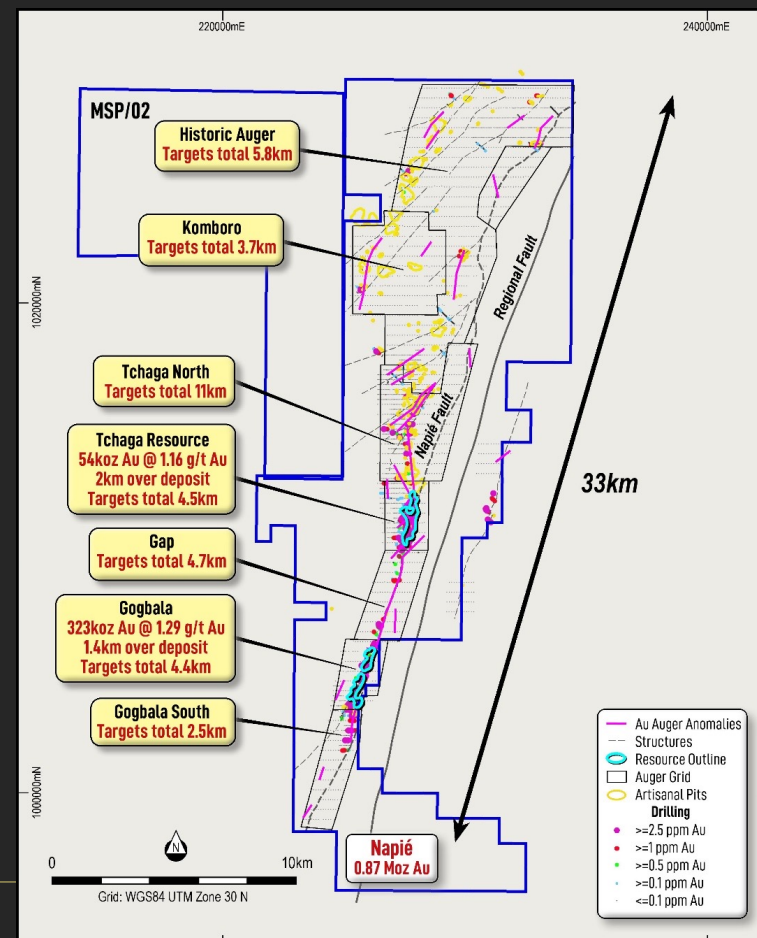 220000mE
240000mE
MSP/02
Historic Auger
Targets total 5.8km
Komboro
Targets total 3.7km
1020000mN
Regional Fault
Tchaga North
Targets total 11km
Napié Fault
Tchaga Resource
54koz Au @ 1.16 g/t Au
2km over deposit
Targets total 4.5km
33km
Gap
Targets total 4.7km
Gogbala
323koz Au @ 1.29 g/t Au
1.4km over deposit
Targets total 4.4km
Gogbala South
Targets total 2.5km
1000000mN
Au Auger Anomalies
Structures
Resource Outline
Auger Grid
Artisanal Pits
Drilling
>=2.5 ppm Au
>=1 ppm Au
>=0.5 ppm Au
>=0.1 ppm Au
<=0.1 ppm Au
N
0
10km
Grid: WGS84 UTM Zone 30 N
Napié
0.87 Moz Au